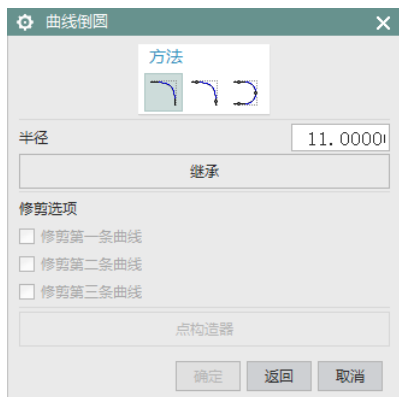 曲线倒圆
方法
半径 11.0000
继承
修剪选项
修剪第一条曲线
修剪第二条曲线
修剪第三条曲线
点构造器
确定 返回 取消